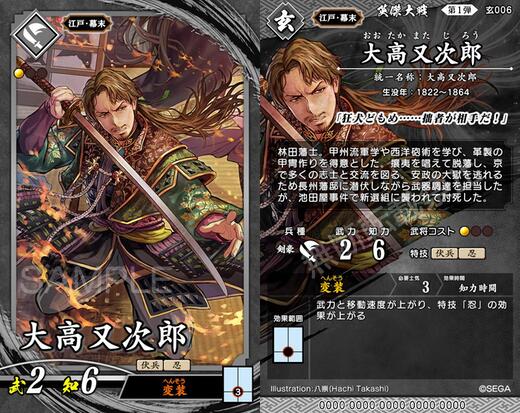 江戸・幕末
SAMPLE
大高又次郎
伏兵 忍
武2 知6
へんそう
変装
3
玄
江戸・幕末
英傑大戦
第1弾
玄006
おお たか また じ ろう
大高又次郎
統一名称：大高又次郎
生没年：1822〜1864
「狂犬どもめ……拙者が相手だ！」
林田藩士。甲州流軍学や西洋砲術を学び、革製の
甲冑作りを得意とした。攘夷を唱えて脱藩し、京
で多くの志士と交流を図る。安政の大獄を逃れる
ため長州藩邸に潜伏しながら武器調達を担当した
が、池田屋事件で新選組に襲われて討死した。
兵種 武力 知力 武将コスト
剣豪 2 6 特技 伏兵 忍
へんそう 必要士気 効果時間
変装 3 知力時間
効果範囲
武力と移動速度が上がり、特技「忍」の効
果が上がる
Illustration:八崇(Hachi Takashi)
©SEGA
0000 0000 0000 0000 0000